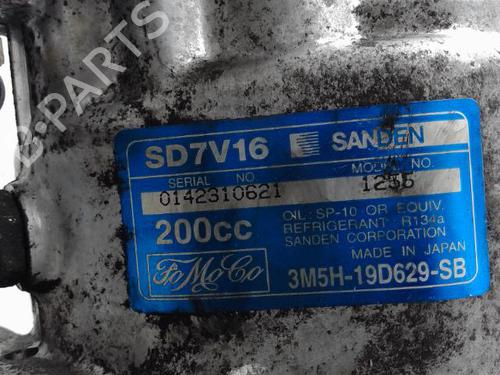 B-PARTS
SD7V16 SANDEN
SERIAL NO. MODEL NO.
0142310621 1235
200cc
OIL: SP-10 OR EQUIV.
REFRIGERANT: R134a
SANDEN CORPORATION
MADE IN JAPAN
FoMoCo
3M5H-19D629-SB